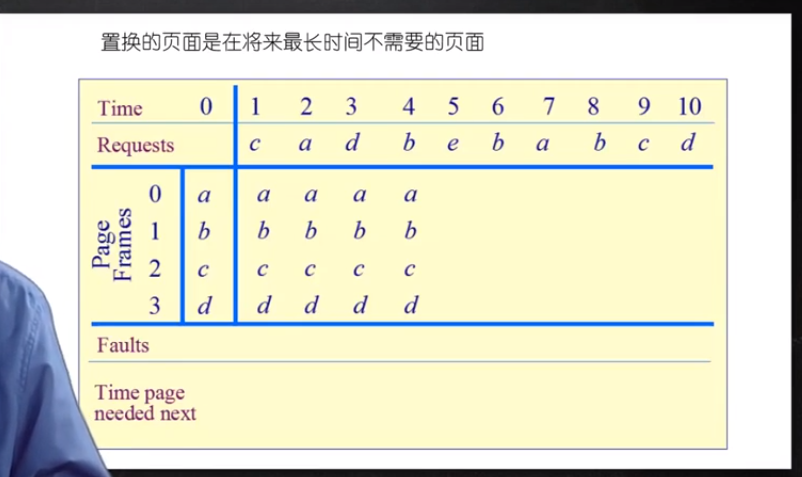 置换的页面是在将来最长时间不需要的页面
Time 0 1 2 3 4 5 6 7 8 9 10
Requests c a d b e b a b c d
Page Frames
0 a a a a a
1 b b b b b
2 c c c c c
3 d d d d d
Faults
Time page
needed next